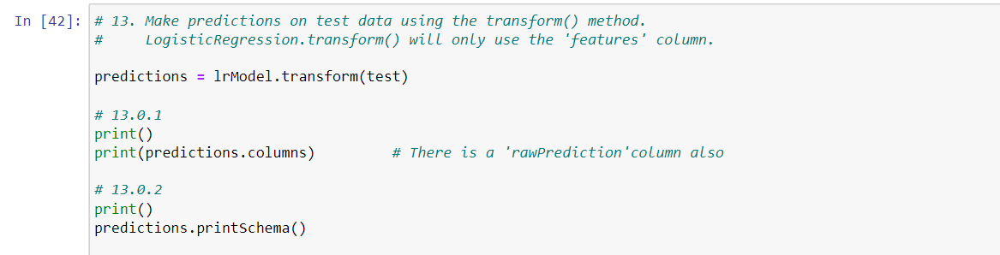 In [42]: # 13. Make predictions on test data using the transform() method.
#     LogisticRegression.transform() will only use the 'features' column.
predictions = lrModel.transform(test)
# 13.0.1
print()
print(predictions.columns)         # There is a 'rawPrediction'column also
# 13.0.2
print()
predictions.printSchema()